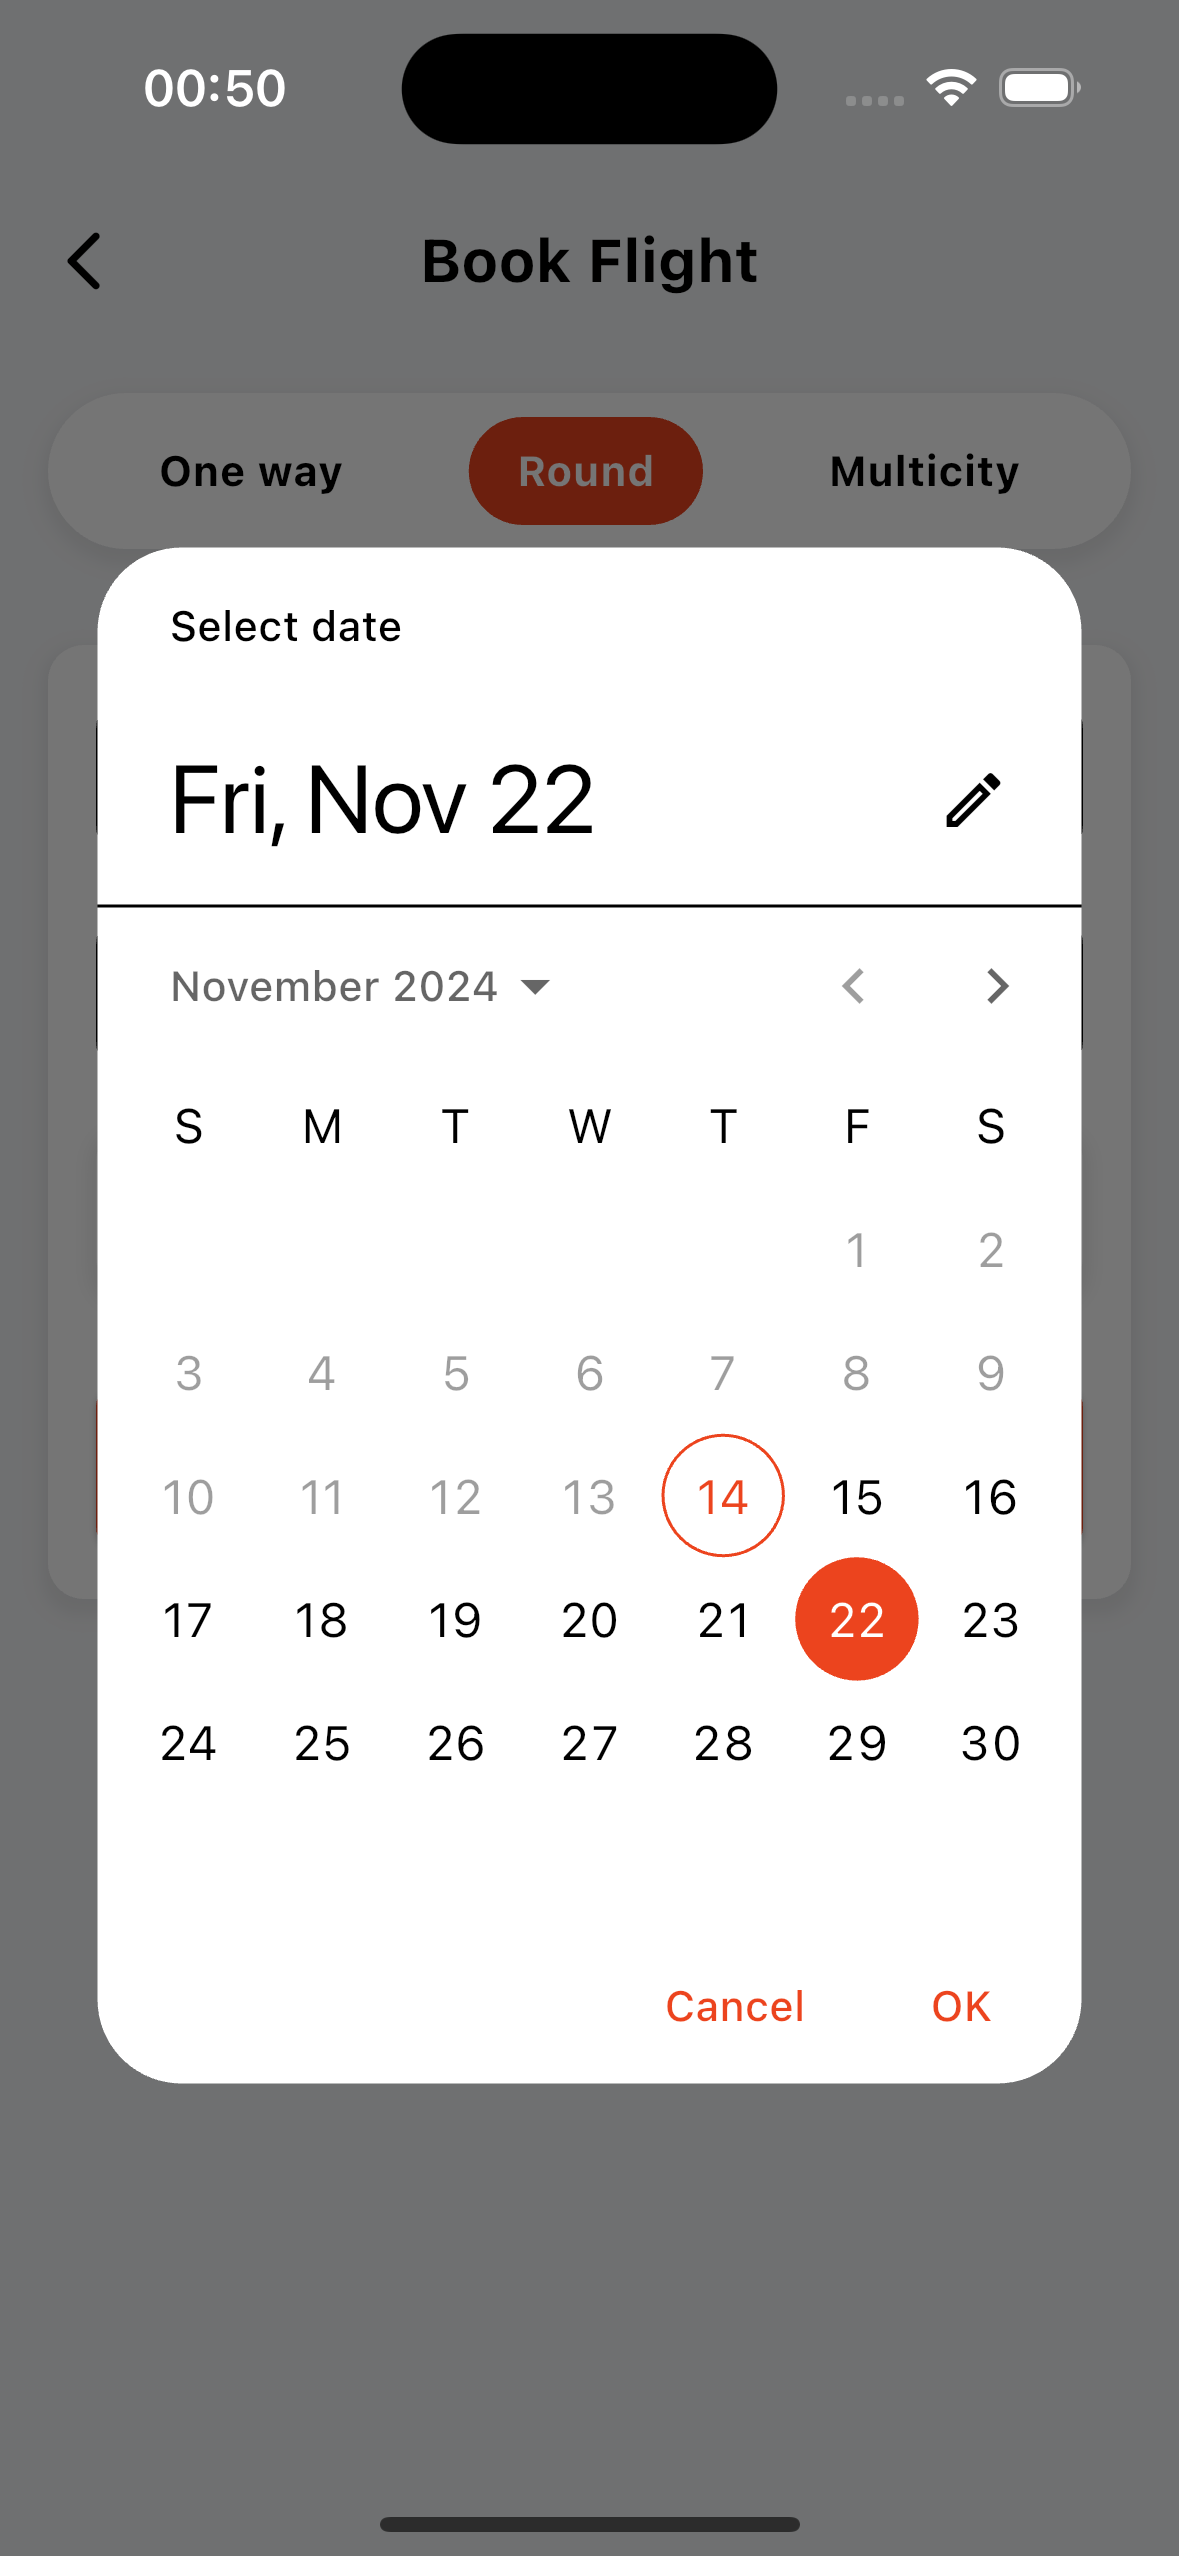 00:50
Book Flight
One way Round Multicity
Select date
Fri, Nov 22
November 2024
S M T W T F S
1 2
3 4 5 6 7 8 9
10 11 12 13 14 15 16
17 18 19 20 21 22 23
24 25 26 27 28 29 30
Cancel OK